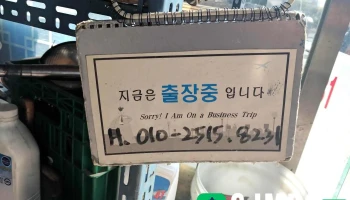 지금은 출장중 입니다
Sorry! I Am On a Business Trip
H. 010-2515.8231